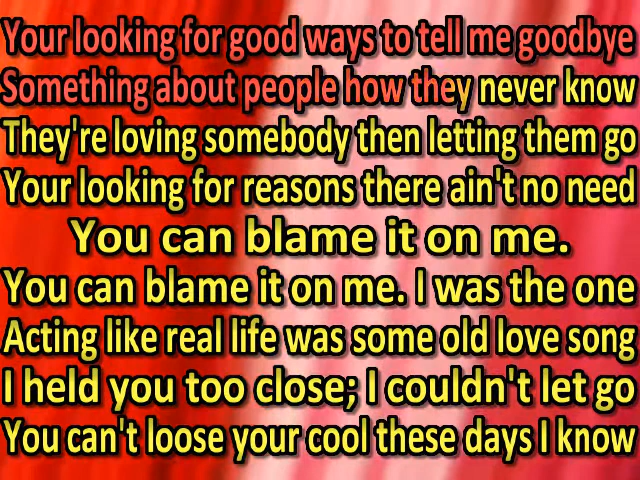 Your looking for good ways to tell me goodbye
Something about people how they never know
They're loving somebody then letting them go
Your looking for reasons there ain't no need
You can blame it on me.
You can blame it on me. I was the one
Acting like real life was some old love song
I held you too close; I couldn't let go
You can't loose your cool these days I know